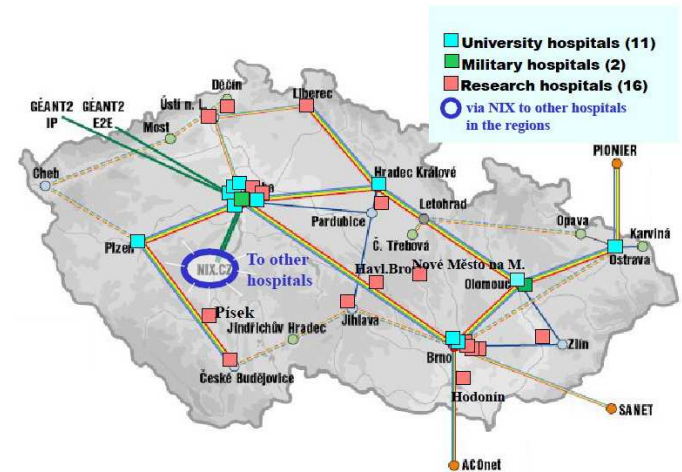 University hospitals (11)
Military hospitals (2)
Research hospitals (16)
via NIX to other hospitals
in the regions
Děčín
Liberec
Ústí n. L.
GÉANT2
IP
GÉANT2
E2E
Most
PIONIER
Cheb
Hradec Králové
Letohrad
Opava
Karviná
Pardubice
Ostrava
Plzeň
Č. Třebová
To other
hospitals
NIX.CZ
Havl.Bro
Nové Město na M.
Olomouc
Písek
Jindřichův Hradec
Jihlava
Zlín
Brno
České Budějovice
Hodonín
SANET
ACOnet